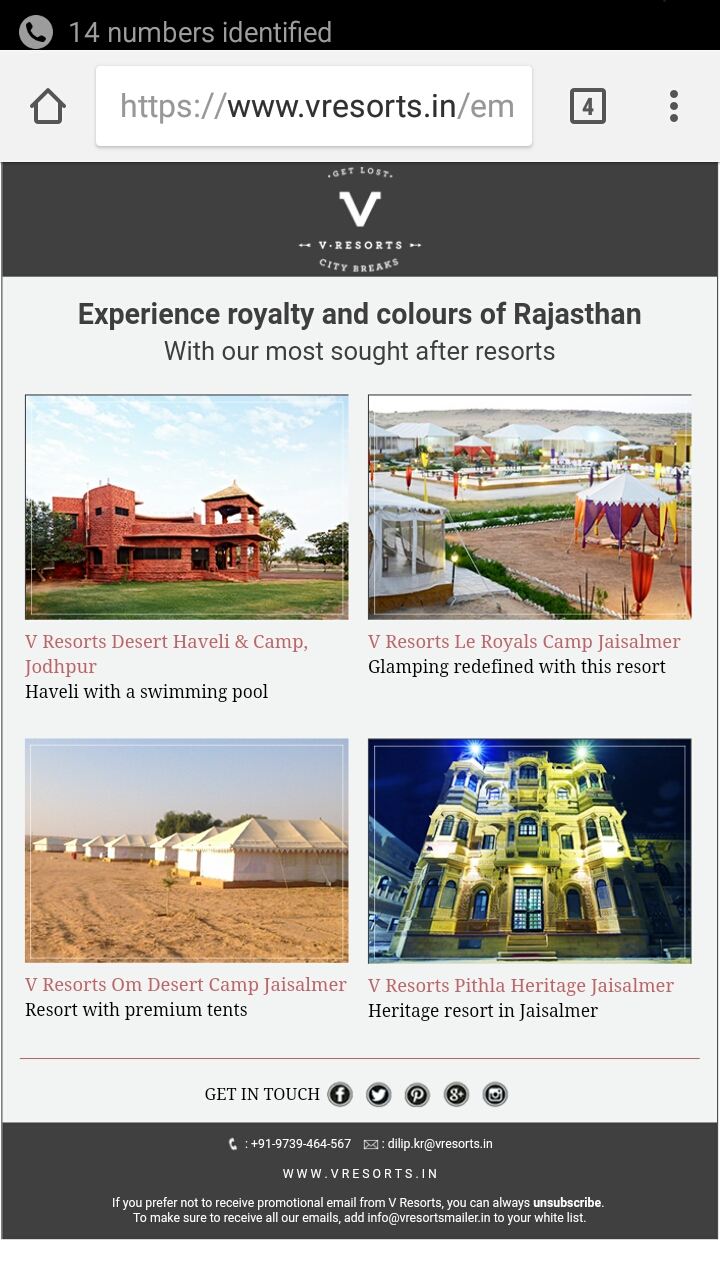 14 numbers identified
https://www.vresorts.in/em
4
·GET LOST·
V
V·RESORTS
CITY BREAKS
Experience royalty and colours of Rajasthan
With our most sought after resorts
V Resorts Desert Haveli & Camp,
Jodhpur
Haveli with a swimming pool
V Resorts Le Royals Camp Jaisalmer
Glamping redefined with this resort
V Resorts Om Desert Camp Jaisalmer
Resort with premium tents
V Resorts Pithla Heritage Jaisalmer
Heritage resort in Jaisalmer
GET IN TOUCH
: +91-9739-464-567 : dilip.kr@vresorts.in
WWW.VRESORTS.IN
If you prefer not to receive promotional email from V Resorts, you can always unsubscribe.
To make sure to receive all our emails, add info@vresortsmailer.in to your white list.